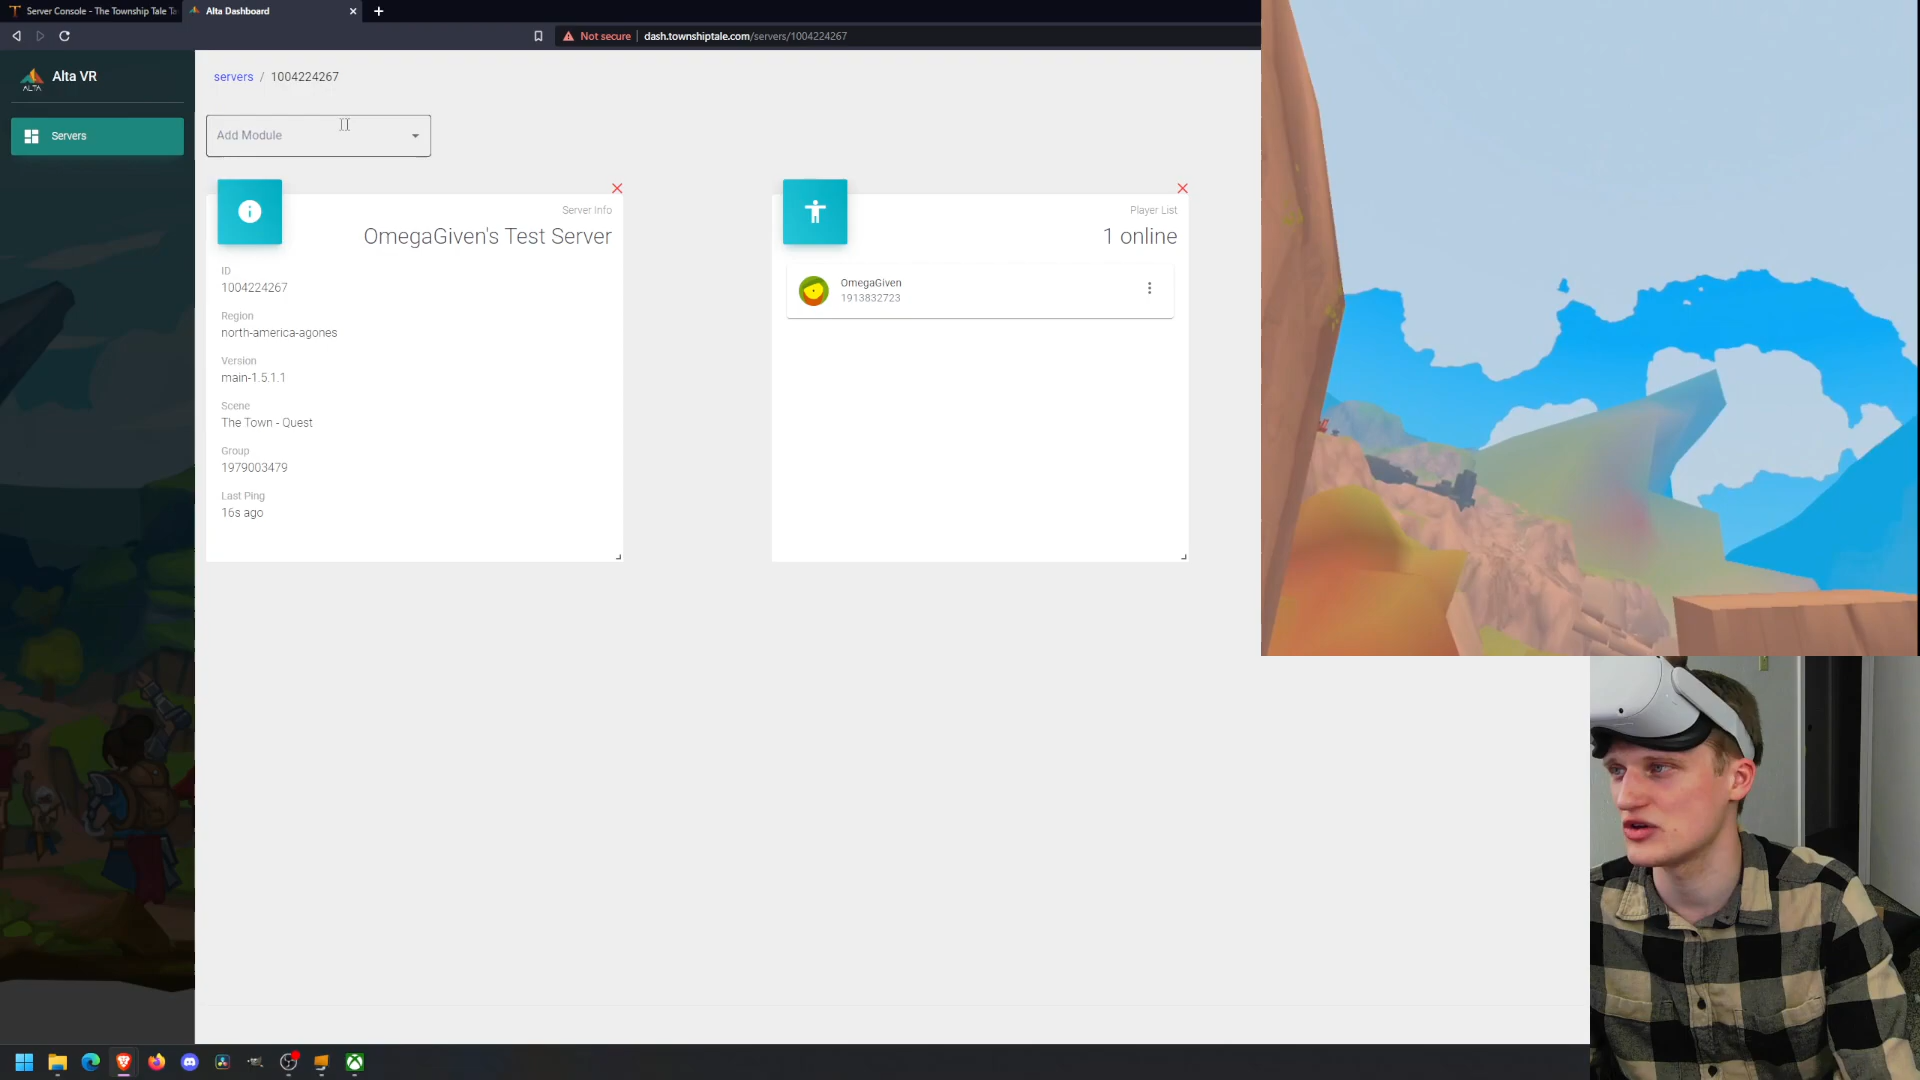 Server Console - The Township Tale Ta
Alta Dashboard
Not secure
dash.townshiptale.com/servers/1004224267
ALTA
Alta VR
Servers
servers / 1004224267
Add Module
Server Info
OmegaGiven's Test Server
ID
1004224267
Region
north-america-agones
Version
main-1.5.1.1
Scene
The Town - Quest
Group
1979003479
Last Ping
16s ago
Player List
1 online
OmegaGiven
1913832723